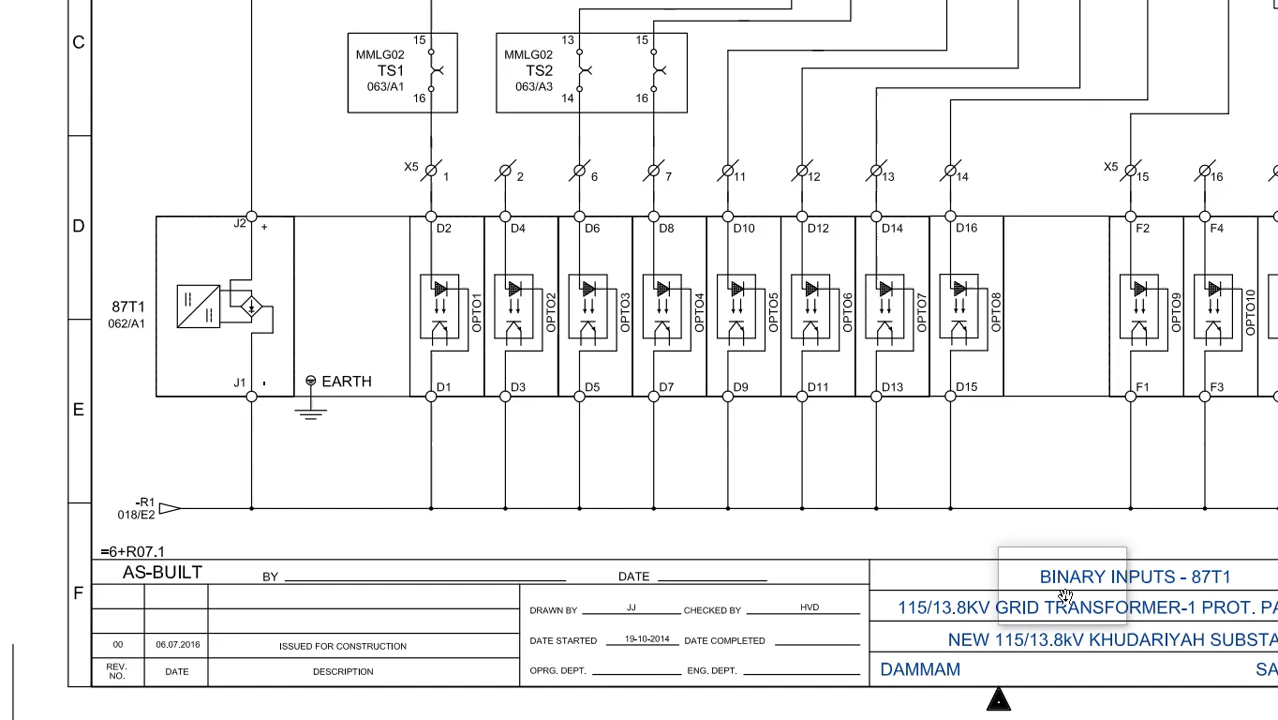 C
15
MMLG02
TS1
063/A1
16
13
15
MMLG02
TS2
063/A3
14
16
X5
1
2
6
7
11
12
13
14
X5
15
16
D
J2
+
D2
D4
D6
D8
D10
D12
D14
D16
F2
F4
87T1
062/A1
OPTO1
OPTO2
OPTO3
OPTO4
OPTO5
OPTO6
OPTO7
OPTO8
OPTO9
OPTO10
J1
EARTH
D1
D3
D5
D7
D9
D11
D13
D15
F1
F3
E
-R1
018/E2
=6+R07.1
AS-BUILT BY DATE
F
BINARY INPUTS - 87T1
DRAWN BY JJ CHECKED BY HVD
115/13.8KV GRID TRANSFORMER-1 PROT. PA
00 06.07.2016 ISSUED FOR CONSTRUCTION
DATE STARTED 19-10-2014 DATE COMPLETED
NEW 115/13.8kV KHUDARIYAH SUBSTA
REV. NO. DATE DESCRIPTION
OPRG. DEPT. ENG. DEPT.
DAMMAM SA